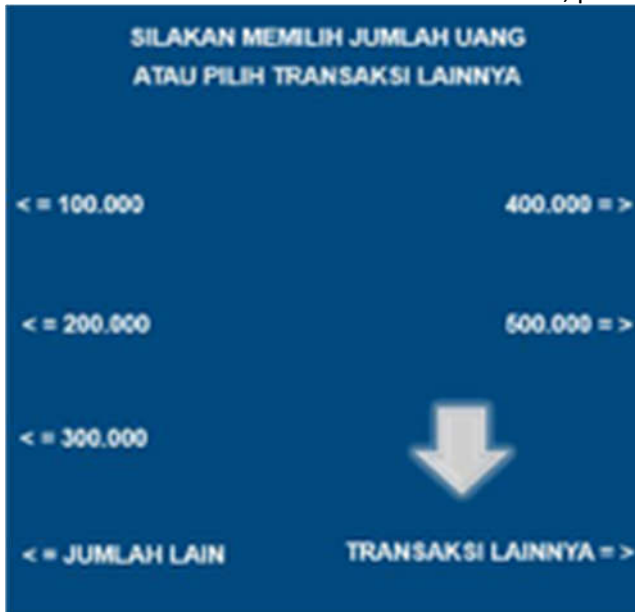 SILAKAN MEMILIH JUMLAH UANG
ATAU PILIH TRANSAKSI LAINNYA
< = 100.000
400.000 = >
< = 200.000
500.000 = >
< = 300.000
< = JUMLAH LAIN
TRANSAKSI LAINNYA = >